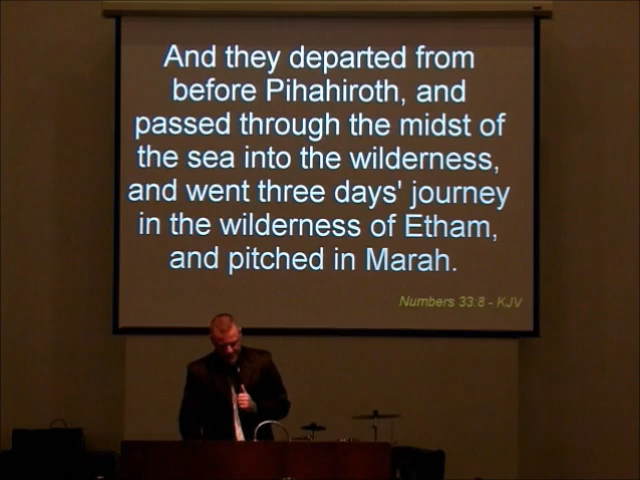 And they departed from
before Pihahiroth, and
passed through the midst of
the sea into the wilderness,
and went three days' journey
in the wilderness of Etham,
and pitched in Marah.
Numbers 33:8 - KJV